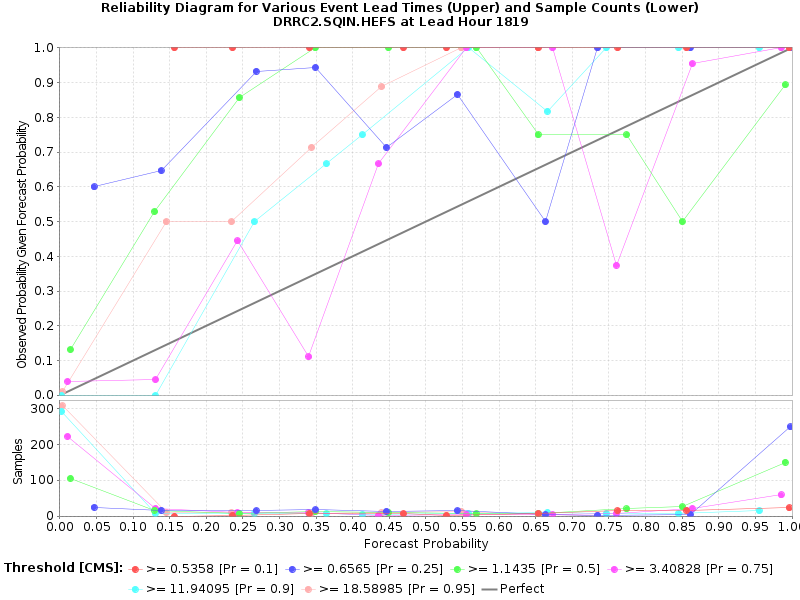 Reliability Diagram for Various Event Lead Times (Upper) and Sample Counts (Lower)
DRRC2.SQIN.HEFS at Lead Hour 1819
Observed Probability Given Forecast Probability
1.0
0.9
0.8
0.7
0.6
0.5
0.4
0.3
0.2
0.1
0.0
Samples
300
200
100
0
0.00 0.05 0.10 0.15 0.20 0.25 0.30 0.35 0.40 0.45 0.50 0.55 0.60 0.65 0.70 0.75 0.80 0.85 0.90 0.95 1.0
Forecast Probability
Threshold [CMS]: >= 0.5358 [Pr = 0.1] >= 0.6565 [Pr = 0.25] >= 1.1435 [Pr = 0.5] >= 3.40828 [Pr = 0.75]
>= 11.94095 [Pr = 0.9] >= 18.58985 [Pr = 0.95] Perfect